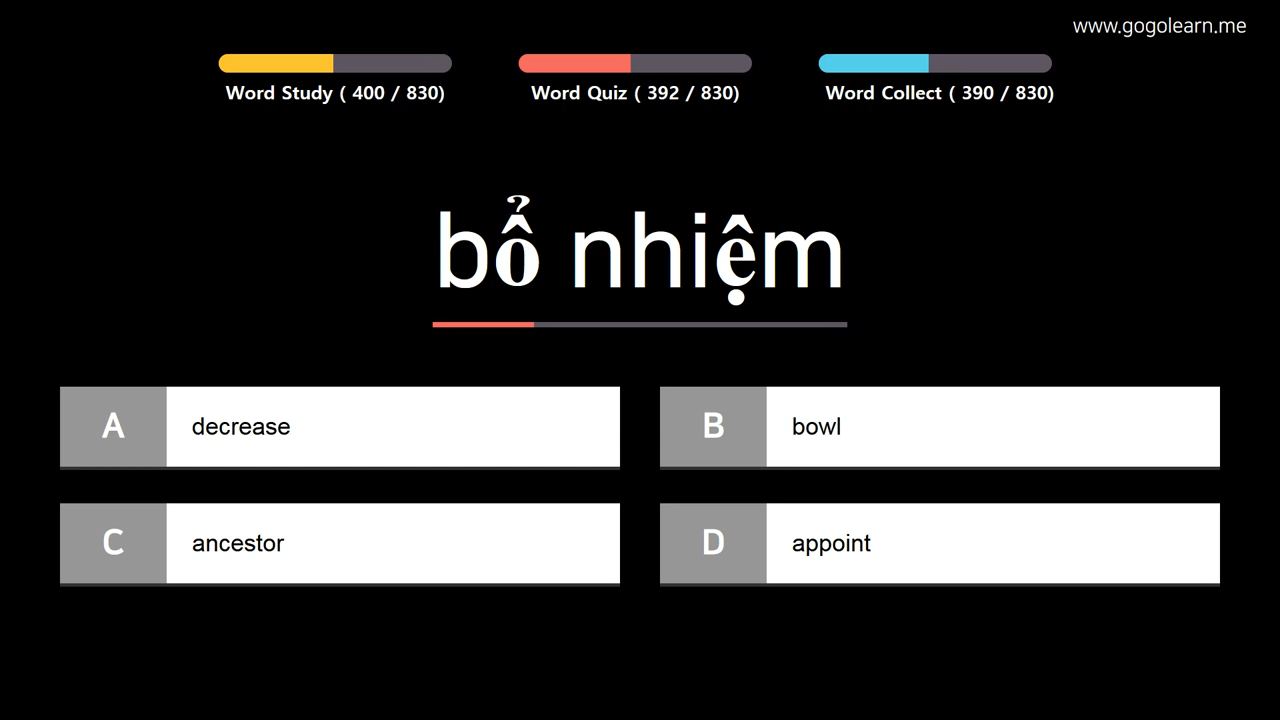 www.gogolearn.me
Word Study ( 400 / 830)
Word Quiz ( 392 / 830)
Word Collect ( 390 / 830)
bổ nhiệm
A decrease
B bowl
C ancestor
D appoint